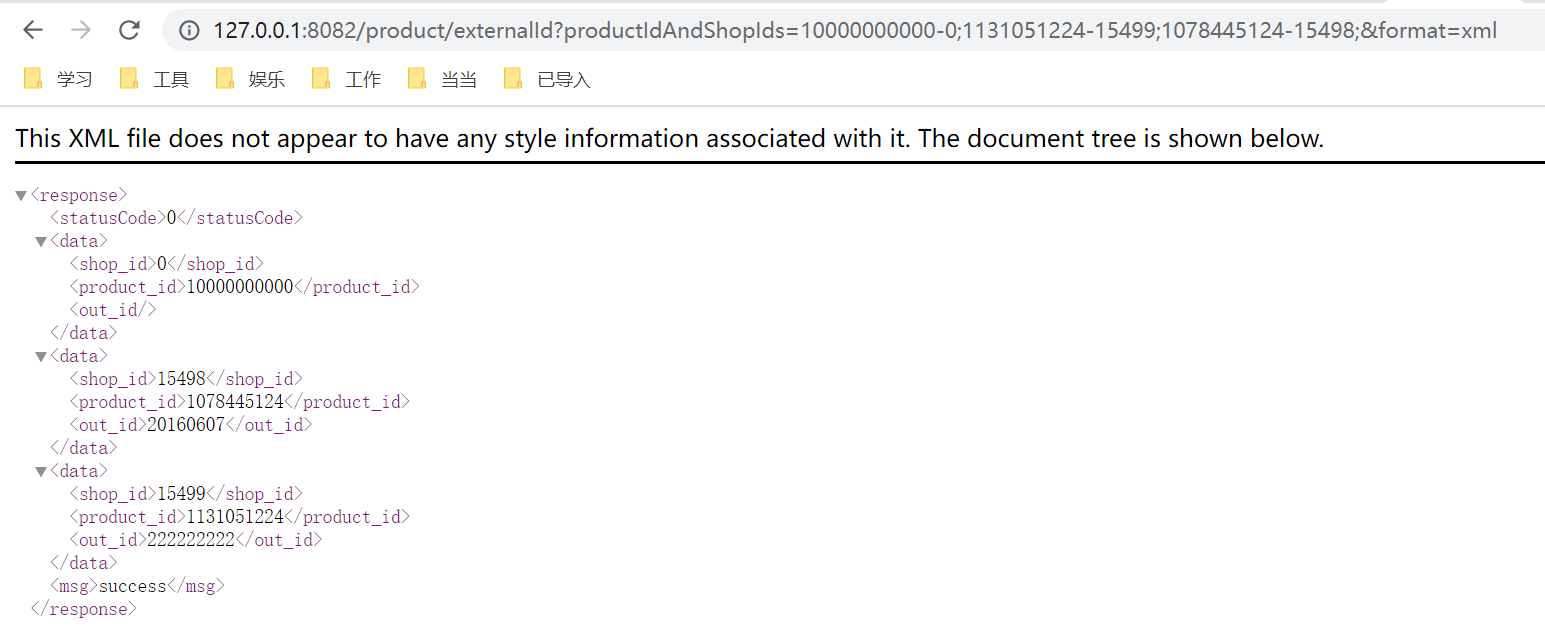 127.0.0.1:8082/product/externalId?productIdAndShopIds=10000000000-0;1131051224-15499;1078445124-15498;&format=xml
学习 工具 娱乐 工作 当当 已导入
This XML file does not appear to have any style information associated with it. The document tree is shown below.
▼<response>
<statusCode>0</statusCode>
▼<data>
<shop_id>0</shop_id>
<product_id>10000000000</product_id>
<out_id/>
</data>
▼<data>
<shop_id>15498</shop_id>
<product_id>1078445124</product_id>
<out_id>20160607</out_id>
</data>
▼<data>
<shop_id>15499</shop_id>
<product_id>1131051224</product_id>
<out_id>222222222</out_id>
</data>
<msg>success</msg>
</response>